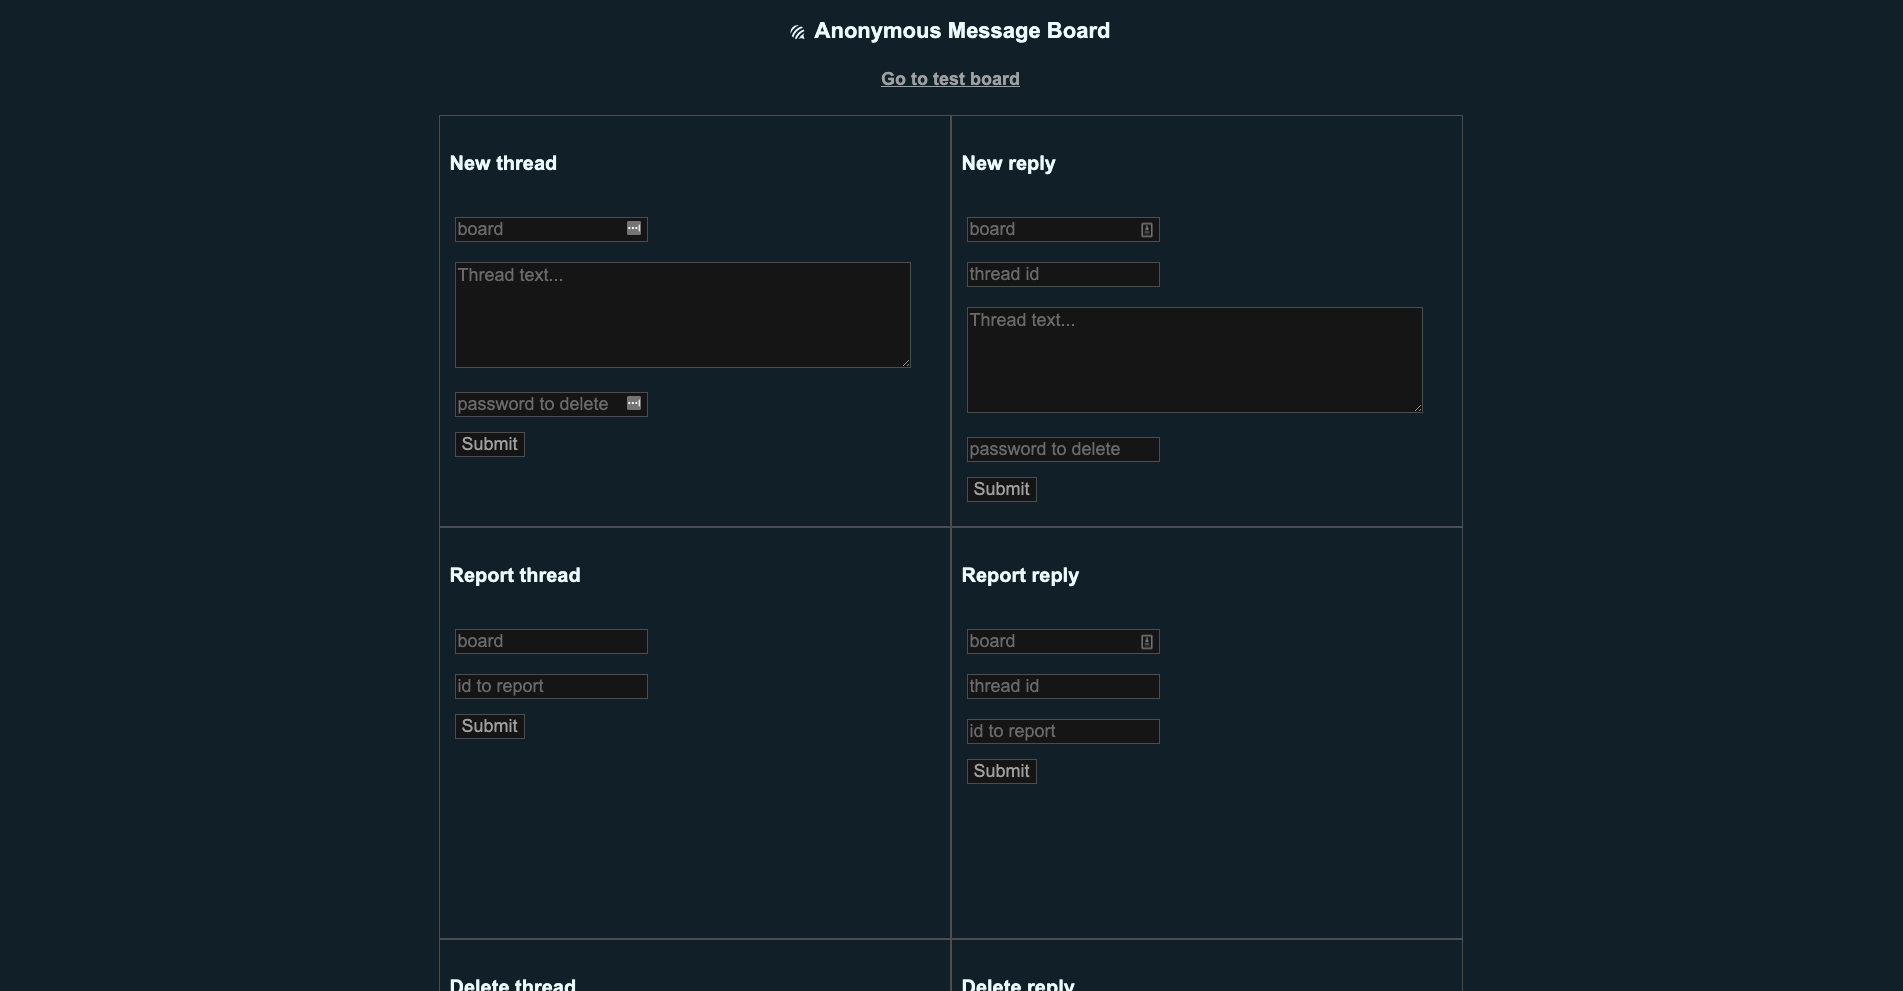 Anonymous Message Board
Go to test board
New thread
board
Thread text...
password to delete
Submit
New reply
board
thread id
Thread text...
password to delete
Submit
Report thread
board
id to report
Submit
Report reply
board
thread id
id to report
Submit
Delete thread
Delete reply